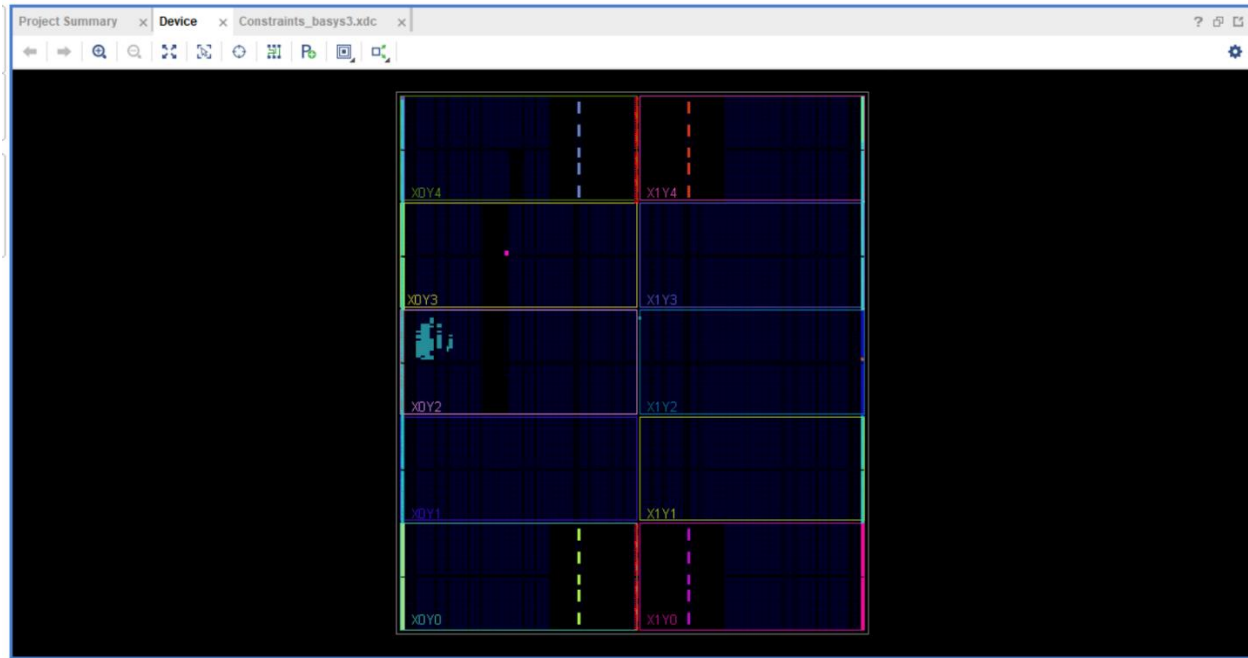 Project Summary × Device × Constraints_basys3.xdc ×
?
X0Y4 X1Y4
X0Y3 X1Y3
X0Y2 X1Y2
X0Y1 X1Y1
X0Y0 X1Y0